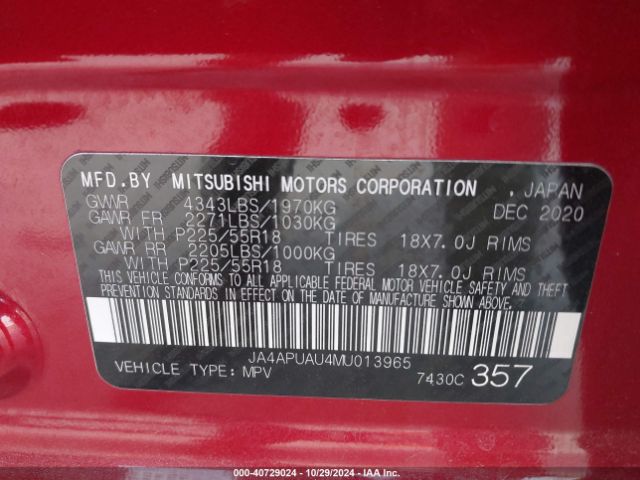 MFD.BY MITSUBISHI MOTORS CORPORATION , JAPAN
GVWR 4343LBS/1970KG DEC 2020
GAWR FR 2271LBS/1030KG
WITH P225/55R18 TIRES 18X7.0J RIMS
GAWR RR 2205LBS/1000KG
WITH P225/55R18 TIRES 18X7.0J RIMS
THIS VEHICLE CONFORMS TO ALL APPLICABLE FEDERAL MOTOR VEHICLE SAFETY AND THEFT
PREVENTION STANDARDS IN EFFECT ON THE DATE OF MANUFACTURE SHOWN ABOVE.
JA4APUAU4MU013965
VEHICLE TYPE: MPV 7430C 357
000-40729024 - 10/29/2024 - IAA Inc.